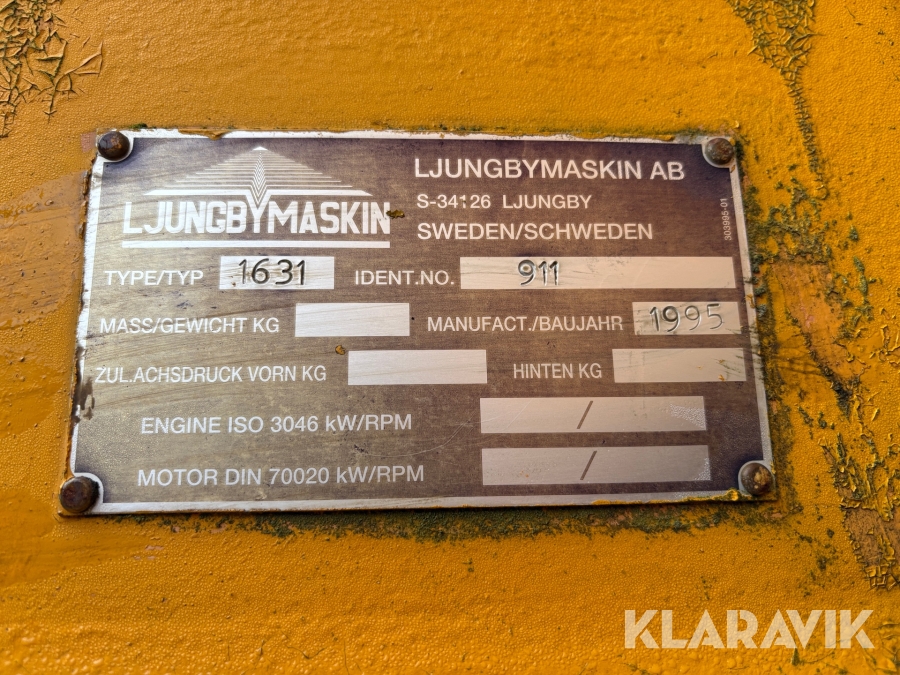 LJUNGBYMASKIN
LJUNGBYMASKIN AB
S-34126 LJUNGBY
SWEDEN/SCHWEDEN
303995-01
TYPE/TYP 1631 IDENT.NO. 911
MASS/GEWICHT KG MANUFACT./BAUJAHR 1995
ZUL.ACHSDRUCK VORN KG HINTEN KG
ENGINE ISO 3046 kW/RPM /
MOTOR DIN 70020 kW/RPM /
KLARAVIK